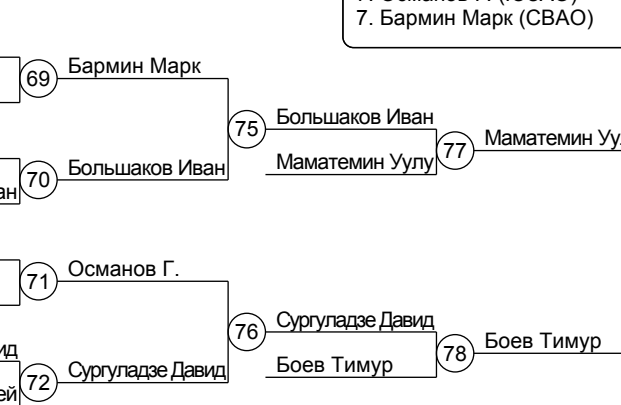 7. Бармин Марк (СВАО)
69 Бармин Марк
75 Большаков Иван
77 Маматемин
Маматемин Уулу
70 Большаков Иван
71 Османов Г.
76 Сургуладзе Давид
78 Боев Тимур
Боев Тимур
72 Сургуладзе Давид